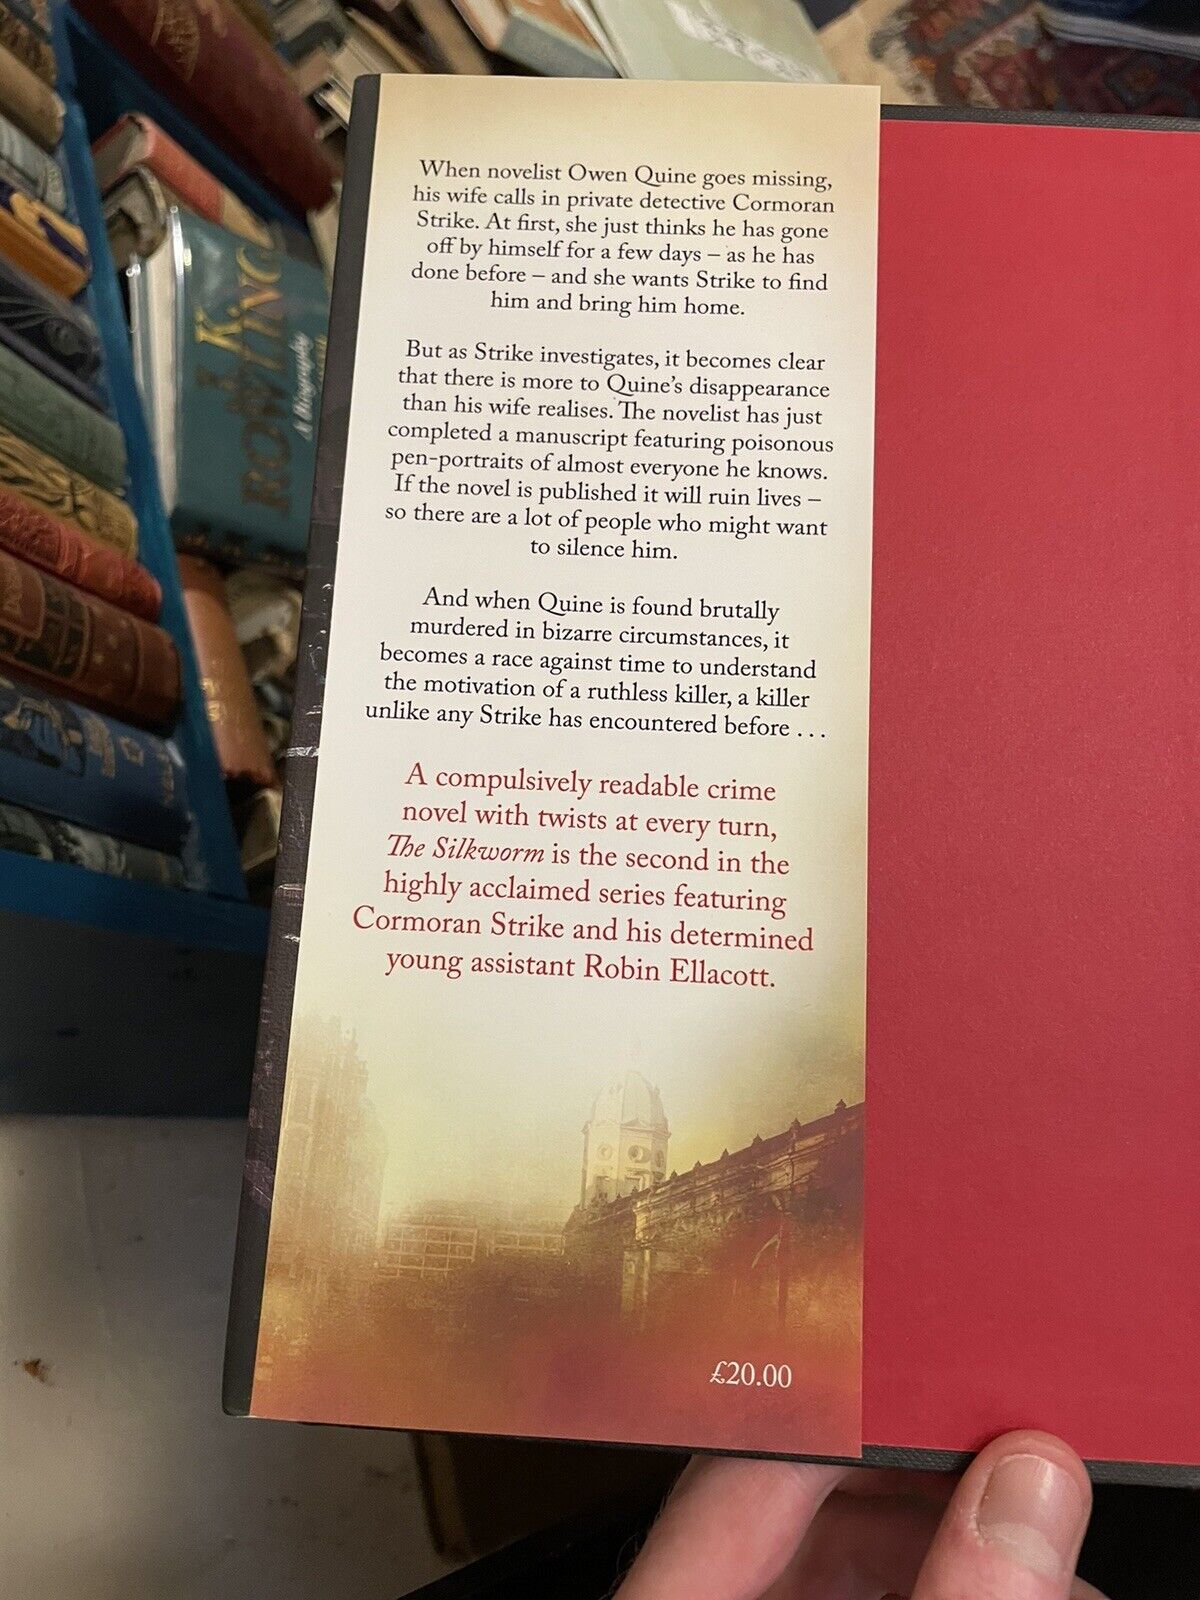 When novelist Owen Quine goes missing,
his wife calls in private detective Cormoran
Strike. At first, she just thinks he has gone
off by himself for a few days – as he has
done before – and she wants Strike to find
him and bring him home.
But as Strike investigates, it becomes clear
that there is more to Quine's disappearance
than his wife realises. The novelist has just
completed a manuscript featuring poisonous
pen-portraits of almost everyone he knows.
If the novel is published it will ruin lives –
so there are a lot of people who might want
to silence him.
And when Quine is found brutally
murdered in bizarre circumstances, it
becomes a race against time to understand
the motivation of a ruthless killer, a killer
unlike any Strike has encountered before . . .
A compulsively readable crime
novel with twists at every turn,
The Silkworm is the second in the
highly acclaimed series featuring
Cormoran Strike and his determined
young assistant Robin Ellacott.
£20.00
J. K.
ROWLING
A Biography